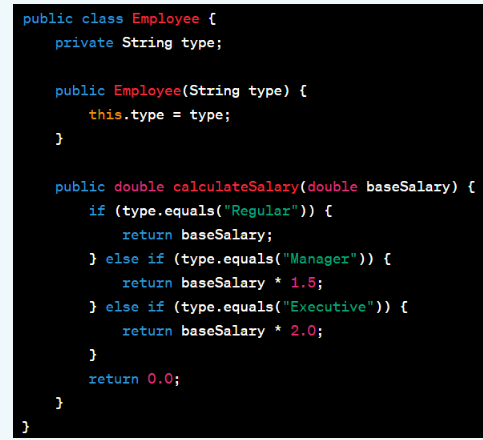 public class Employee {
    private String type;

    public Employee(String type) {
        this.type = type;
    }

    public double calculateSalary(double baseSalary) {
        if (type.equals("Regular")) {
            return baseSalary;
        } else if (type.equals("Manager")) {
            return baseSalary * 1.5;
        } else if (type.equals("Executive")) {
            return baseSalary * 2.0;
        }
        return 0.0;
    }
}